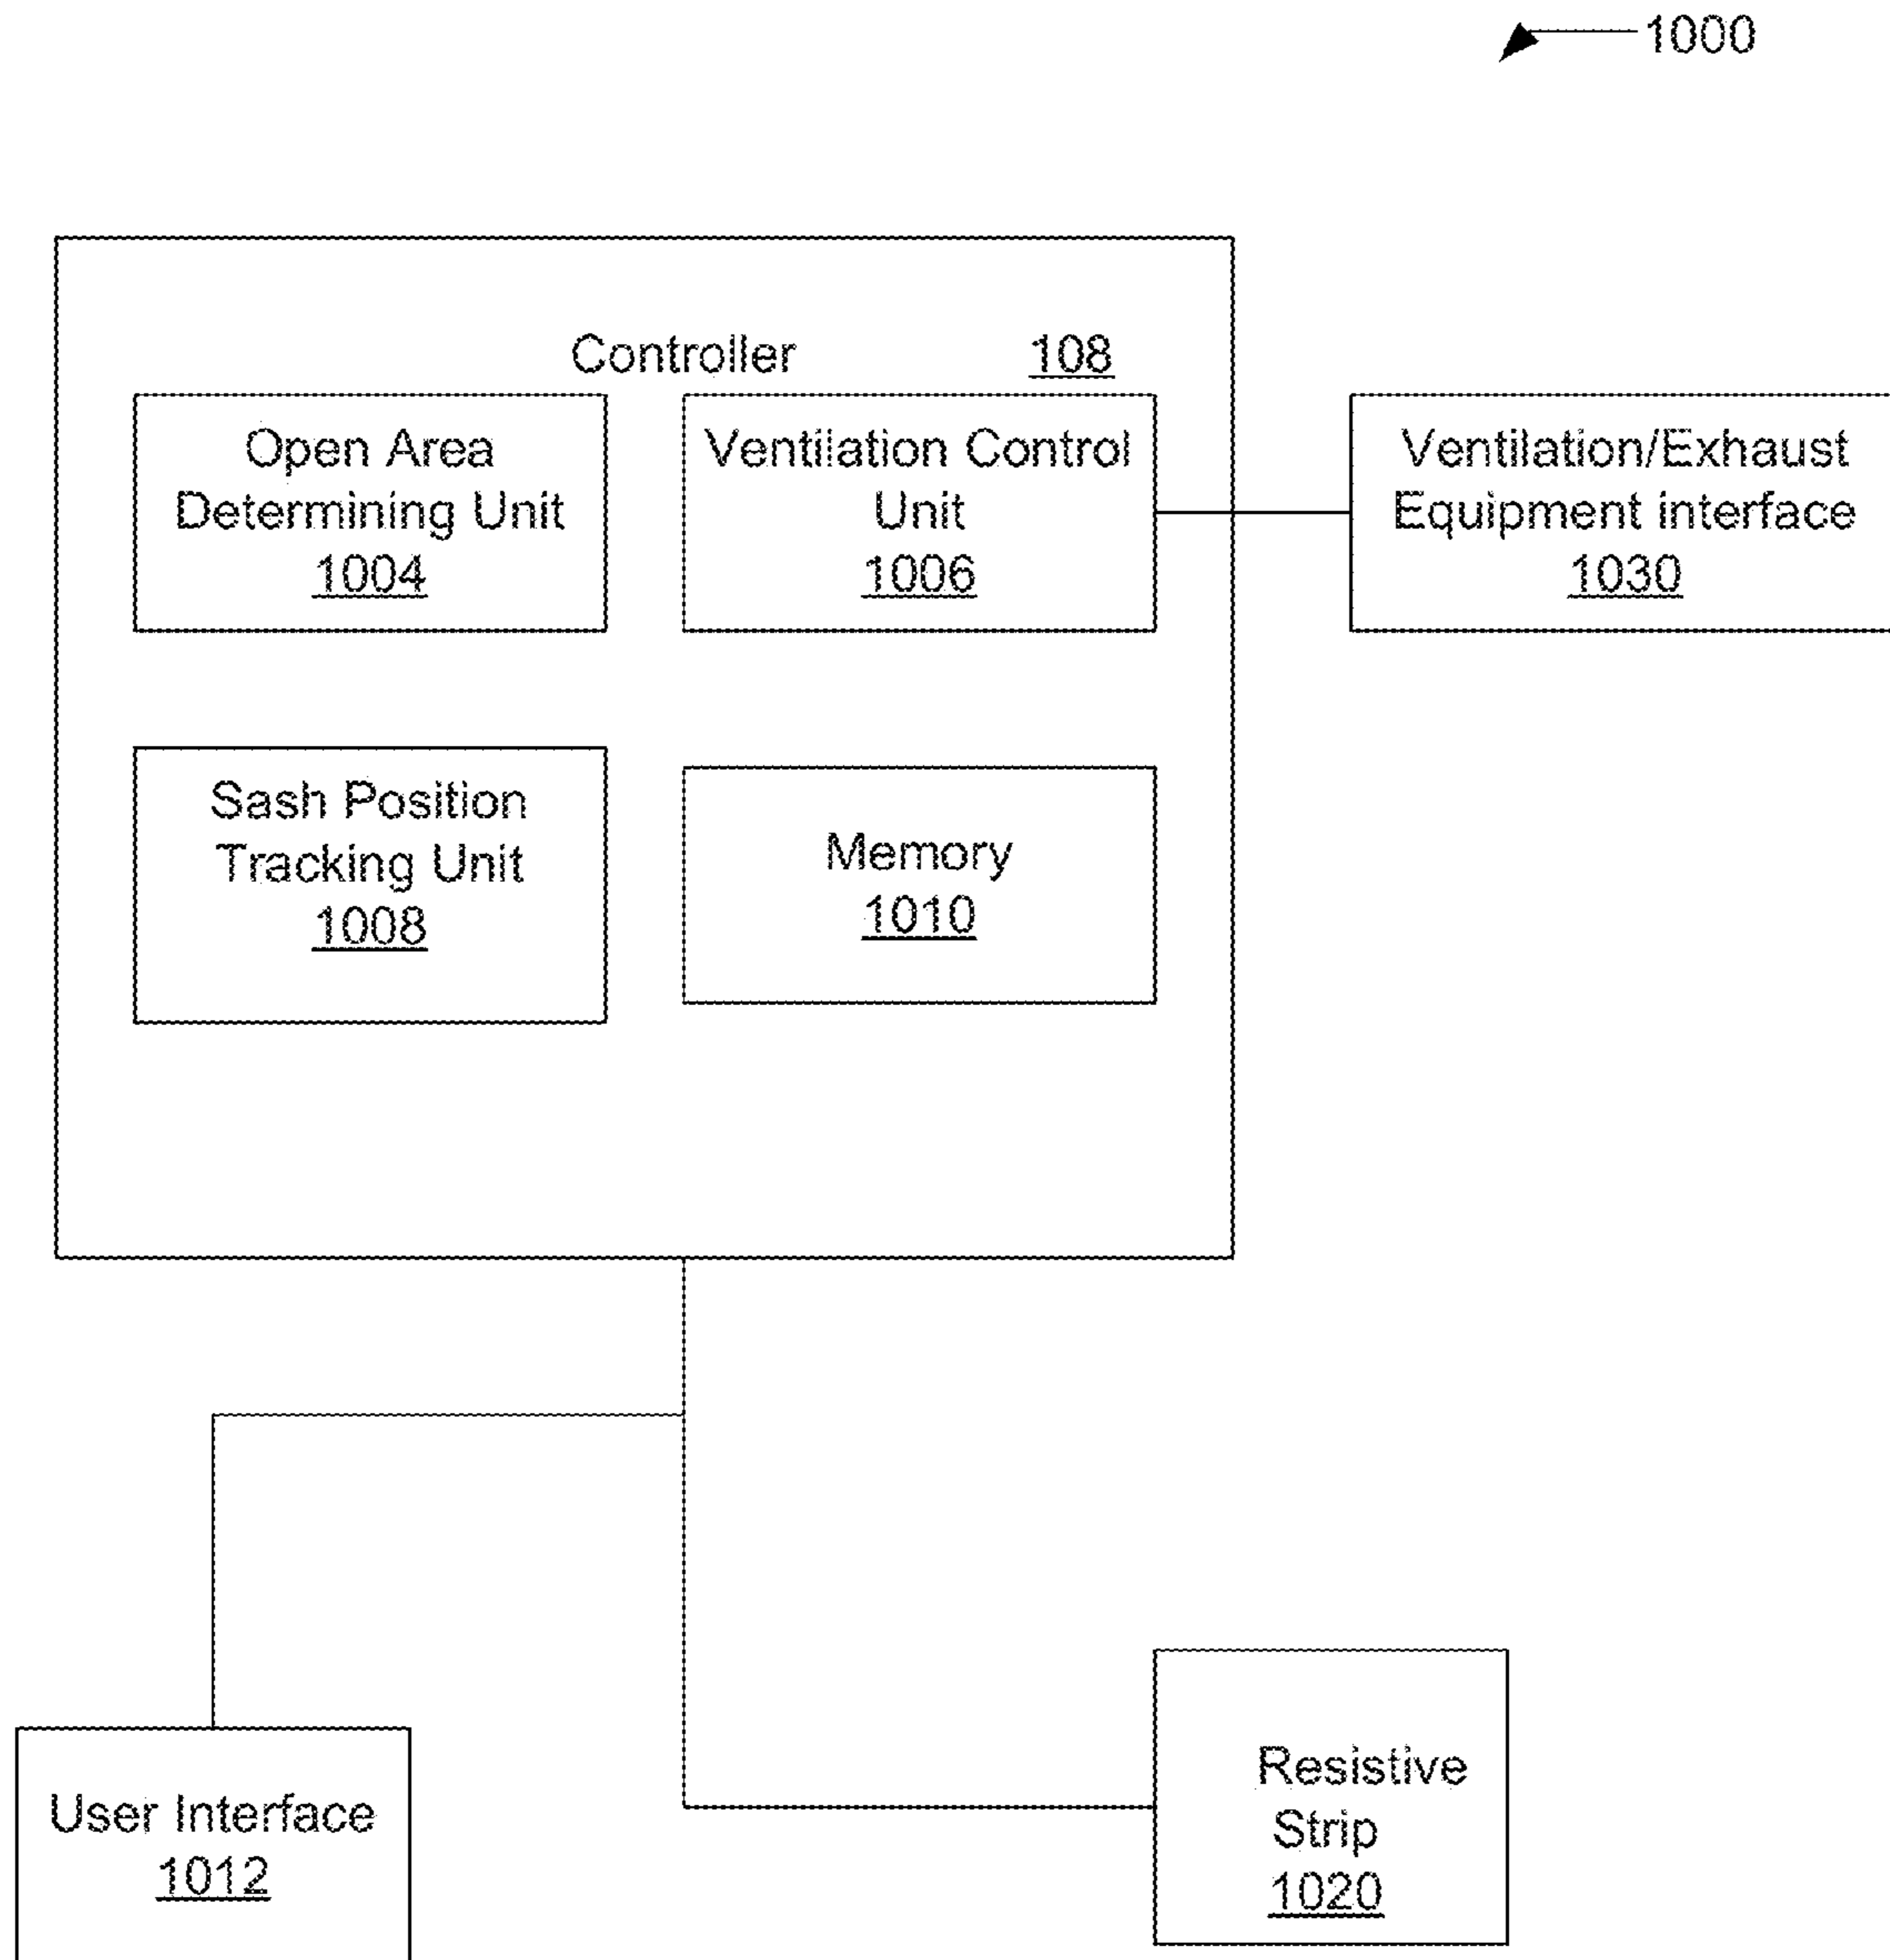 1000
Controller 108
Open Area
Determining Unit
1004
Ventilation Control
Unit
1006
Ventilation/Exhaust
Equipment interface
1030
Sash Position
Tracking Unit
1008
Memory
1010
User Interface
1012
Resistive
Strip
1020